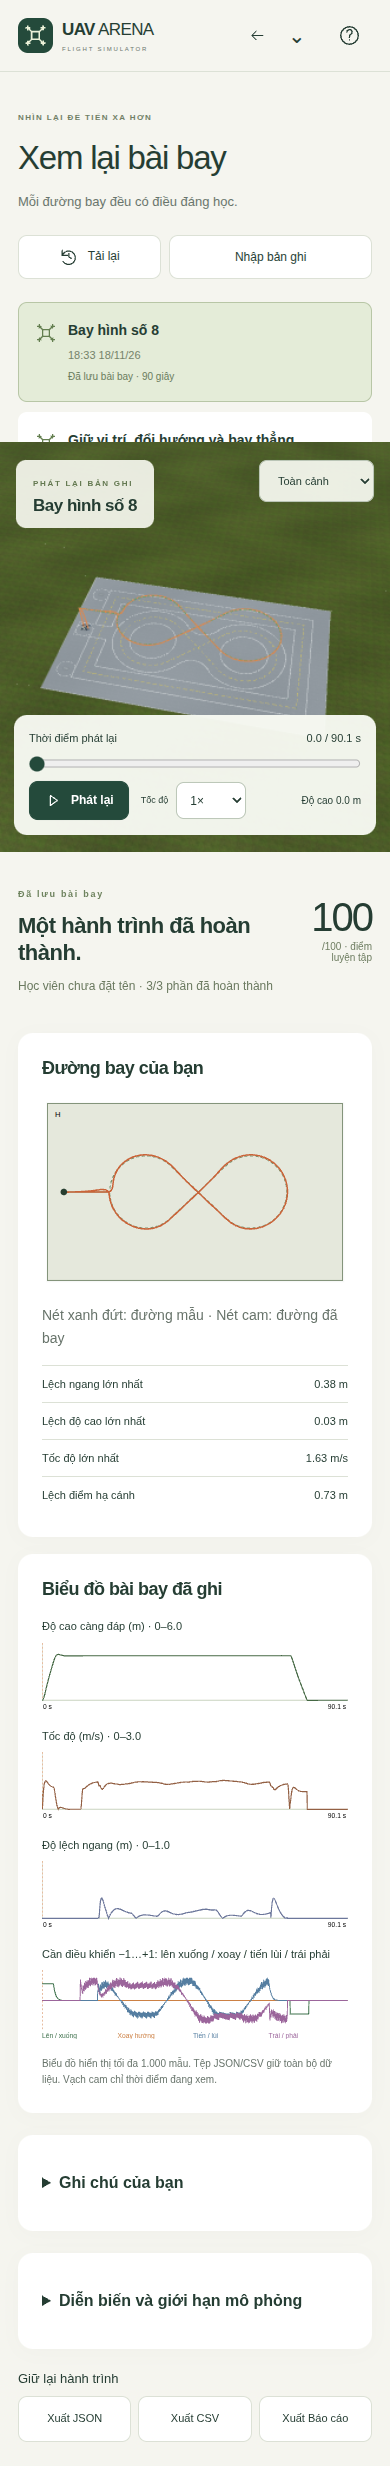 UAV ARENA
FLIGHT SIMULATOR
NHÌN LẠI ĐỂ TIẾN XA HƠN
Xem lại bài bay
Mỗi đường bay đều có điều đáng học.
Tải lại
Nhập bản ghi
Bay hình số 8
18:33 18/11/26
Đã lưu bài bay · 90 giây
Giữ vị trí, đổi hướng và bay thẳng
PHÁT LẠI BẢN GHI
Bay hình số 8
Toàn cảnh
Thời điểm phát lại
0.0 / 90.1 s
Phát lại
Tốc độ
1×
Độ cao 0.0 m
Đã lưu bài bay
Một hành trình đã hoàn
thành.
Học viên chưa đặt tên · 3/3 phần đã hoàn thành
100
/100 · điểm
luyện tập
Đường bay của bạn
H
Nét xanh đứt: đường mẫu · Nét cam: đường đã
bay
Lệch ngang lớn nhất
0.38 m
Lệch độ cao lớn nhất
0.03 m
Tốc độ lớn nhất
1.63 m/s
Lệch điểm hạ cánh
0.73 m
Biểu đồ bài bay đã ghi
Độ cao càng đáp (m) · 0–6.0
0 s
90.1 s
Tốc độ (m/s) · 0–3.0
0 s
90.1 s
Độ lệch ngang (m) · 0–1.0
0 s
90.1 s
Cần điều khiển −1…+1: lên xuống / xoay / tiến lùi / trái phải
Lên / xuống
Xoay hướng
Tiến / lùi
Trái / phải
Biểu đồ hiển thị tối đa 1.000 mẫu. Tệp JSON/CSV giữ toàn bộ dữ
liệu. Vạch cam chỉ thời điểm đang xem.
Ghi chú của bạn
Diễn biến và giới hạn mô phỏng
Giữ lại hành trình
Xuất JSON
Xuất CSV
Xuất Báo cáo